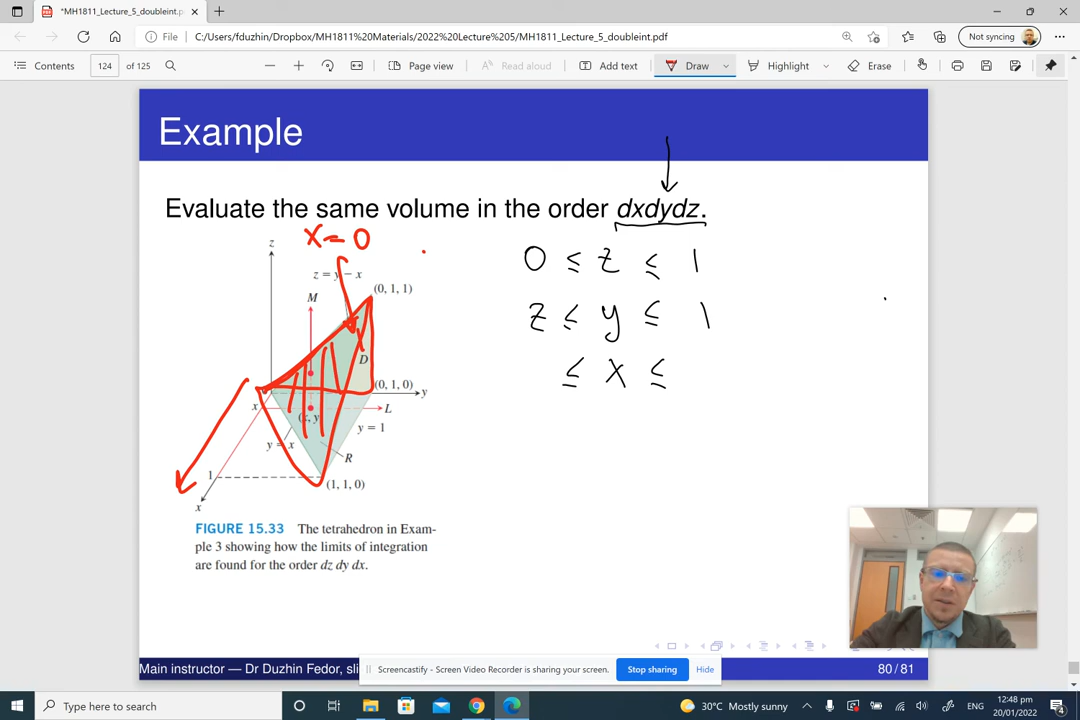 *MH1811_Lecture_5_doubleint.pdf
File C:/Users/fduzhin/Dropbox/MH1811%20Materials/2022%20Lecture%205/MH1811_Lecture_5_doubleint.pdf Not syncing
Contents 124 of 125 Page view Read aloud Add text Draw Highlight Erase
Example
Evaluate the same volume in the order dxdydz.
x = 0
z
z = y − x
M
(0, 1, 1)
D
(0, 1, 0)
y
x
L
(x, y)
y = 1
y = x
R
1
(1, 1, 0)
x
0 ≤ z ≤ 1
z ≤ y ≤ 1
≤ x ≤
FIGURE 15.33 The tetrahedron in Exam-
ple 3 showing how the limits of integration
are found for the order dz dy dx.
Main instructor — Dr Duzhin Fedor, sli
Screencastify - Screen Video Recorder is sharing your screen. Stop sharing Hide
80 / 81
Type here to search
30°C Mostly sunny
ENG
12:48 pm
20/01/2022
4